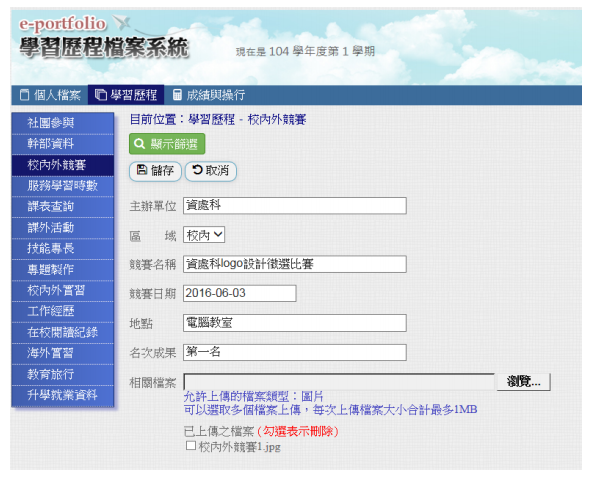 e-portfolio
學習歷程檔案系統
現在是 104 學年度第 1 學期
個人檔案 學習歷程 成績與操行
社團參與
幹部資料
校內外競賽
服務學習時數
課表查詢
課外活動
技能專長
專題製作
校內外實習
工作經歷
在校閱讀紀錄
海外實習
教育旅行
升學就業資料
目前位置：學習歷程 - 校內外競賽
顯示篩選
儲存 取消
主辦單位 資處科
區 域 校內
競賽名稱 資處科logo設計徵選比賽
競賽日期 2016-06-03
地點 電腦教室
名次成果 第一名
相關檔案 瀏覽...
允許上傳的檔案類型：圖片
可以選取多個檔案上傳，每次上傳檔案大小合計最多1MB
已上傳之檔案 (勾選表示刪除)
校內外競賽1.jpg